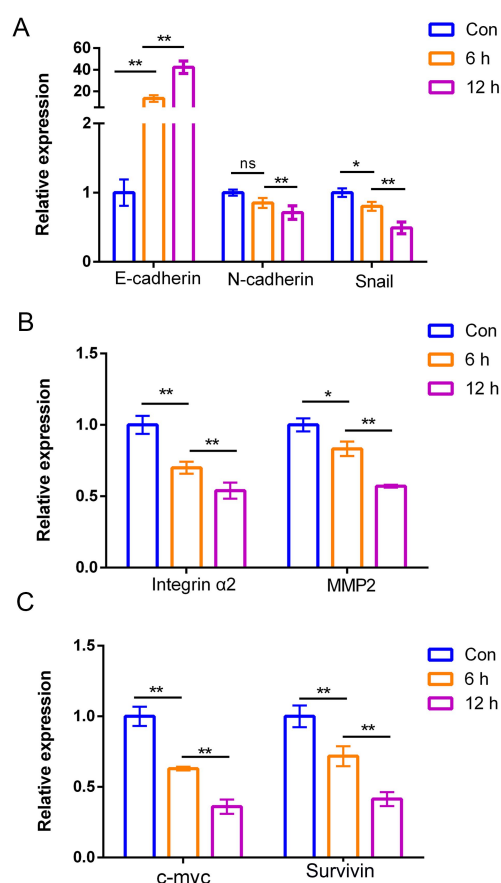 A
Con
6 h
12 h
Relative expression
60
40
20
2
1
0
** ** ns ** * **
E-cadherin N-cadherin Snail
B
Con
6 h
12 h
Relative expression
1.5
1.0
0.5
0.0
** ** * **
Integrin α2 MMP2
C
Con
6 h
12 h
Relative expression
1.5
1.0
0.5
0.0
** ** ** **
c-myc Survivin